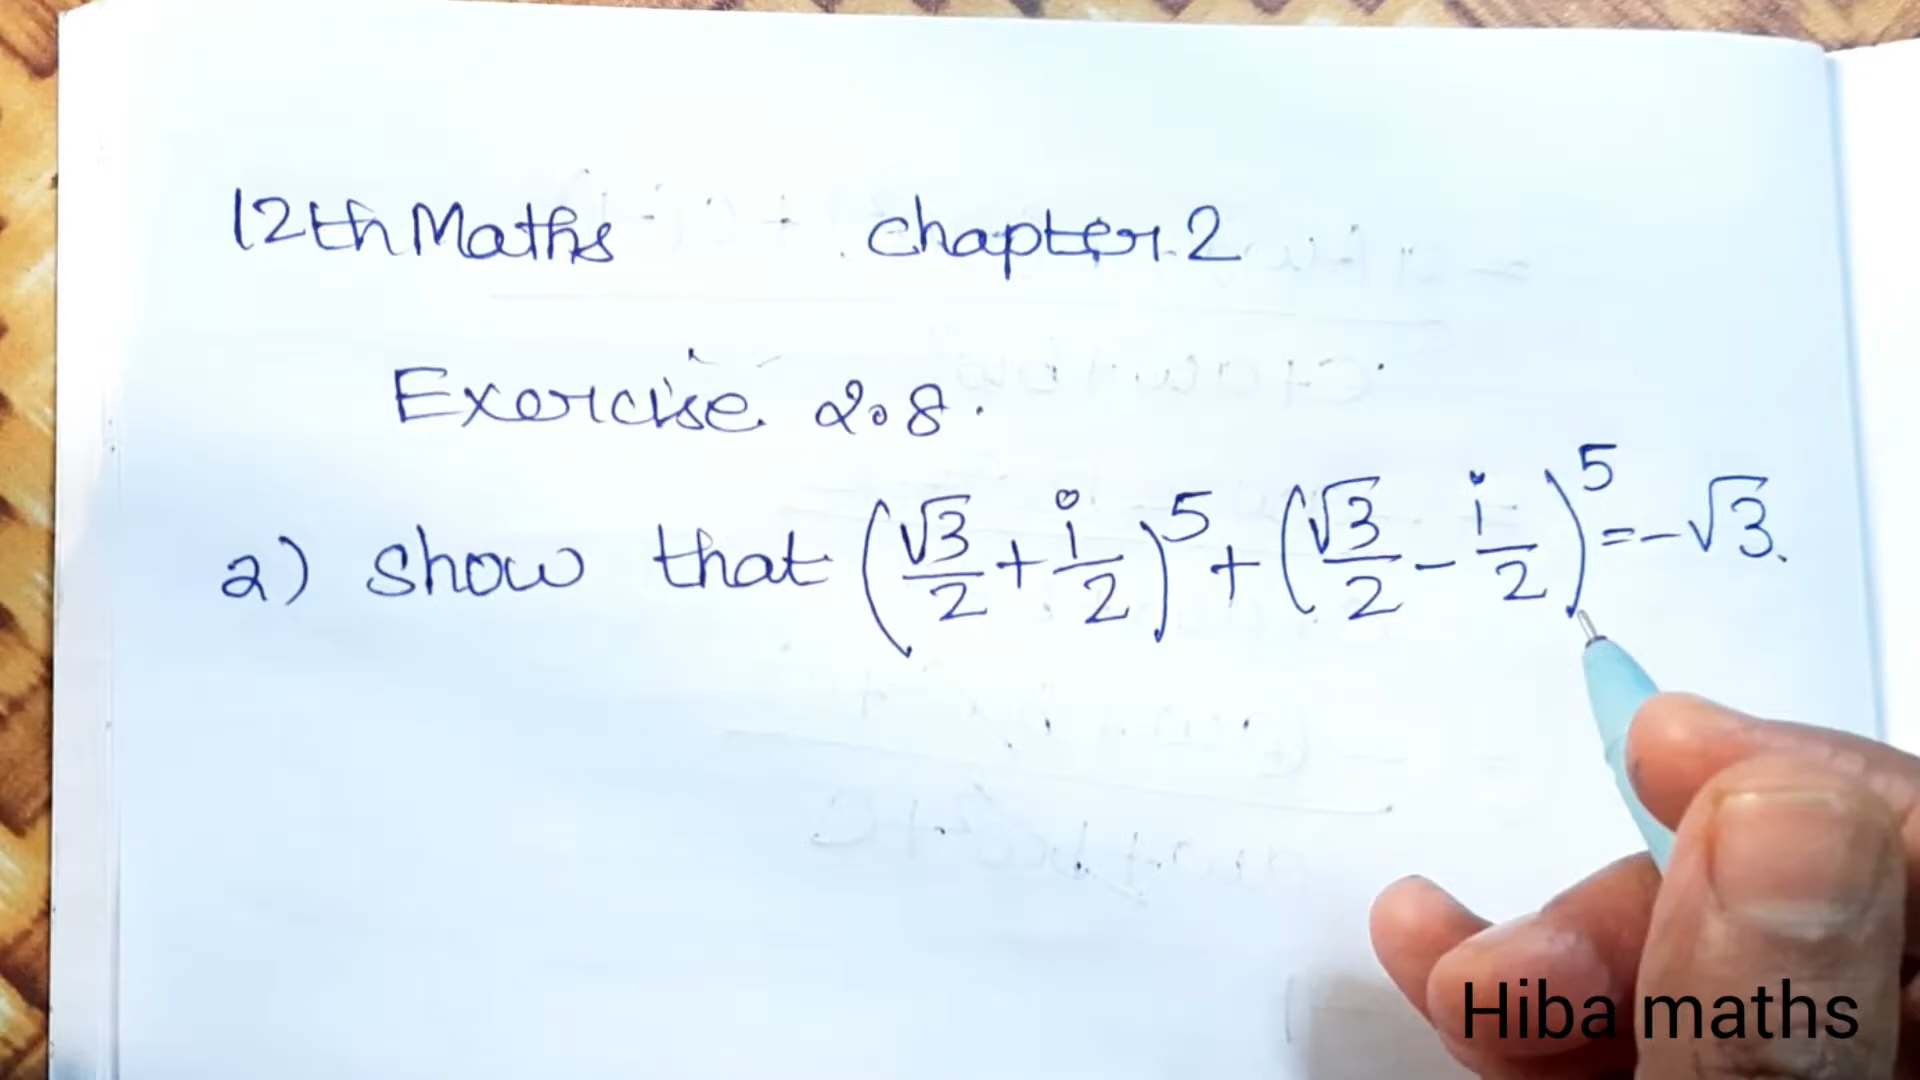 12th Maths chapter 2
Exercise 2.8.
2) show that (√3/2 + i/2)^5 + (√3/2 - i/2)^5 = -√3.
Hiba maths